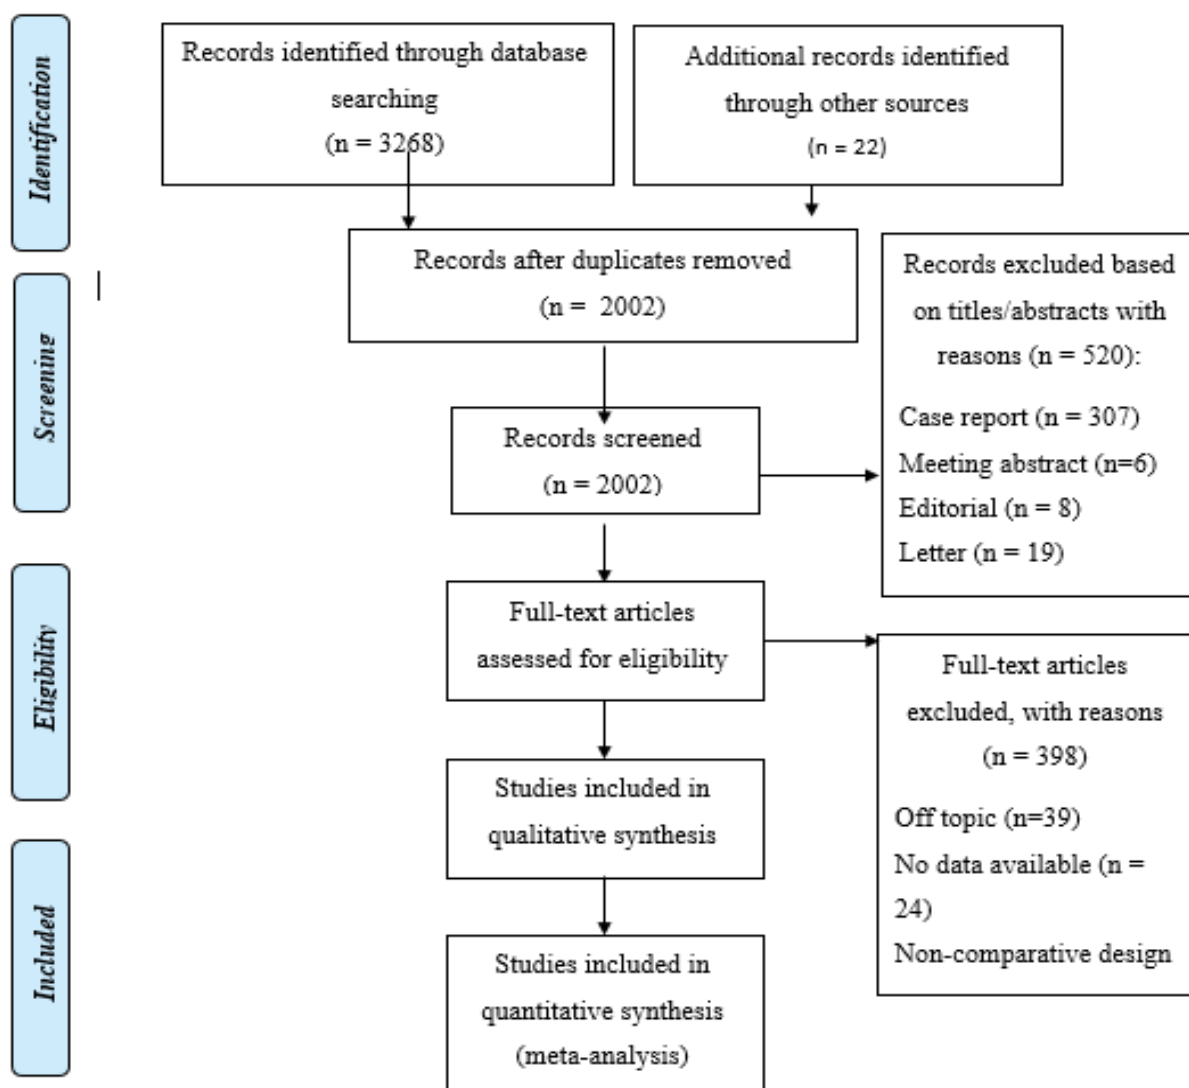 Identification
Records identified through database
searching
(n = 3268)
Additional records identified
through other sources
(n = 22)
Records after duplicates removed
(n = 2002)
Screening
Records screened
(n = 2002)
Records excluded based
on titles/abstracts with
reasons (n = 520):
Case report (n = 307)
Meeting abstract (n=6)
Editorial (n = 8)
Letter (n = 19)
Eligibility
Full-text articles
assessed for eligibility
Full-text articles
excluded, with reasons
(n = 398)
Off topic (n=39)
No data available (n =
24)
Non-comparative design
Studies included in
qualitative synthesis
Included
Studies included in
quantitative synthesis
(meta-analysis)